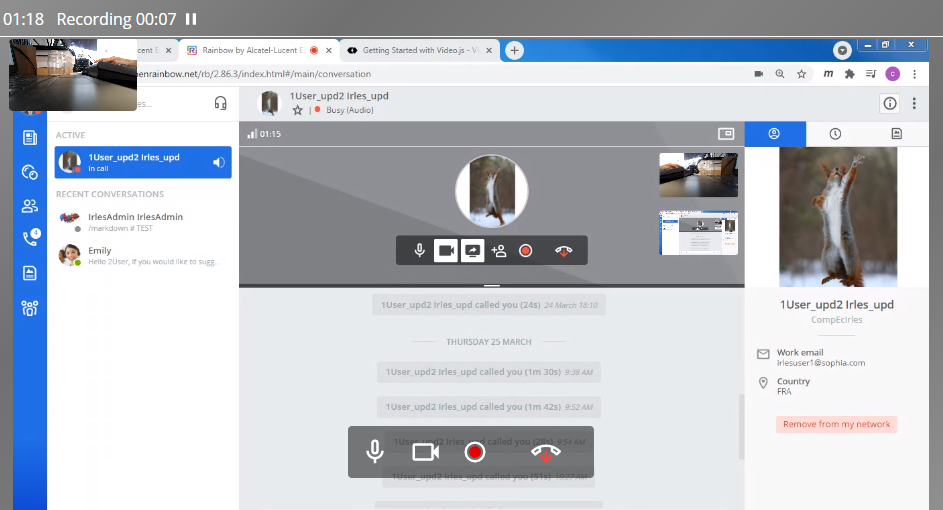 01:18 Recording 00:07
cent E
Rainbow by Alcatel-Lucent E
Getting Started with Video.js - V
enrainbow.net/rb/2.86.3/index.html#/main/conversation
m
C
es...
1User_upd2 Irles_upd
Busy (Audio)
ACTIVE
1User_upd2 Irles_upd
In call
RECENT CONVERSATIONS
IrlesAdmin IrlesAdmin
/markdown # TEST
Emily
Hello 2User, if you would like to sugg...
4
01:15
1User_upd2 Irles_upd called you (24s) 24 March 18:10
THURSDAY 25 MARCH
1User_upd2 Irles_upd called you (1m 30s) 9:38 AM
1User_upd2 Irles_upd called you (1m 42s) 9:52 AM
1User_upd2 Irles_upd called you (28s) 9:54 AM
1User_upd2 Irles_upd called you (51s) 10:27 AM
1User_upd2 Irles_upd
CompEcIrles
Work email
irlesuser1@sophia.com
Country
FRA
Remove from my network